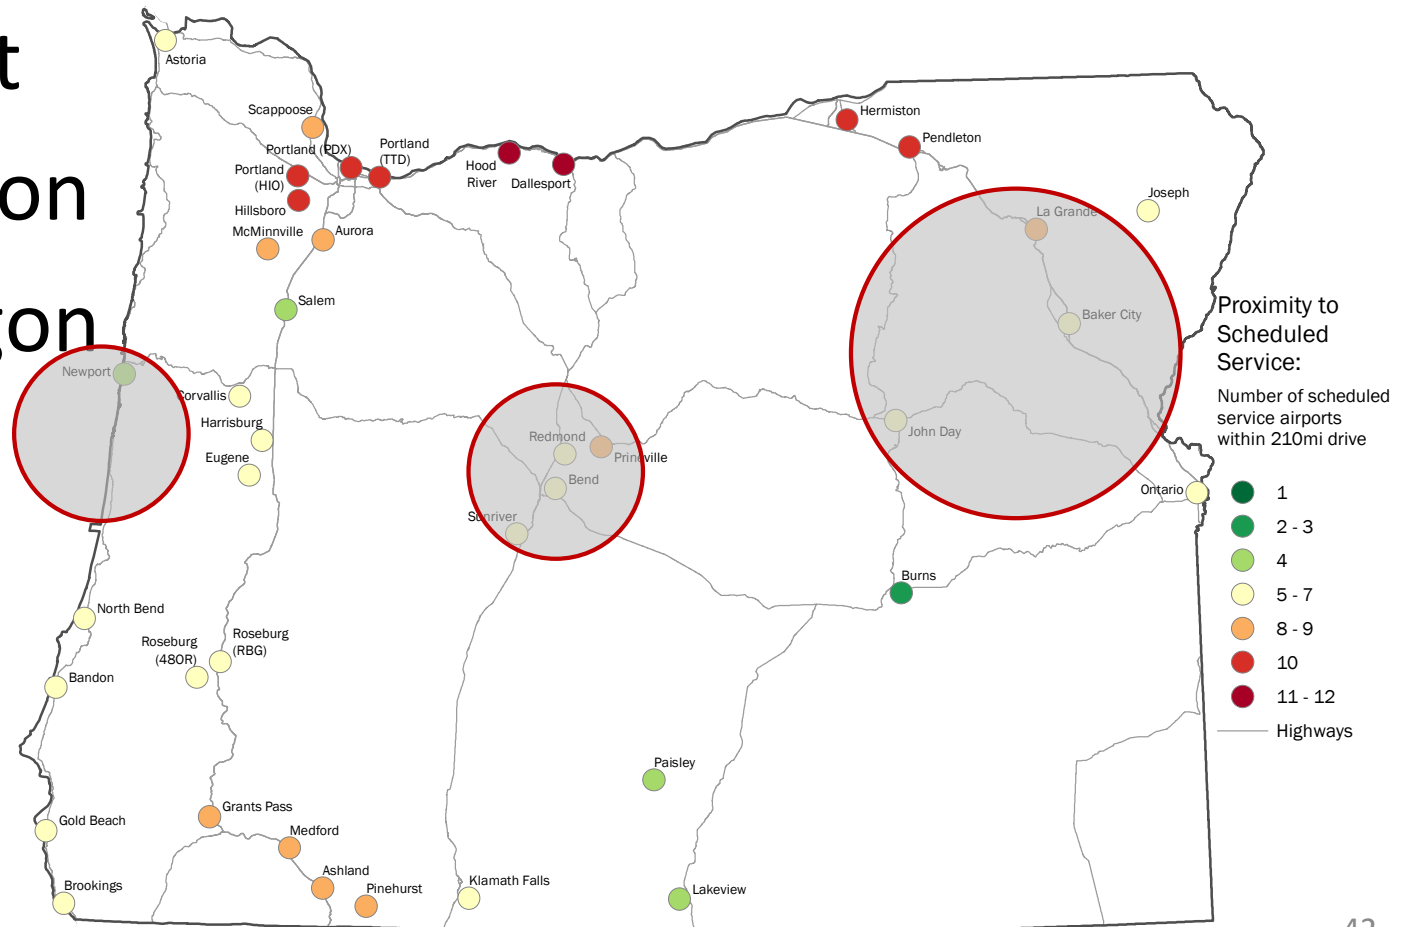 t
on
gon
Astoria
Scappoose
Portland (PDX)
Portland
(TTD)
Portland
(HIO)
Hillsboro
McMinnville
Aurora
Hood
River
Dallesport
Hermiston
Pendleton
Joseph
La Grande
Salem
Baker City
Newport
Corvallis
Harrisburg
Eugene
Redmond
Prineville
Bend
Sunriver
John Day
Ontario
Burns
North Bend
Roseburg
(48OR)
Roseburg
(RBG)
Bandon
Paisley
Grants Pass
Medford
Gold Beach
Ashland
Pinehurst
Brookings
Klamath Falls
Lakeview
Proximity to
Scheduled
Service:
Number of scheduled
service airports
within 210mi drive
1
2 - 3
4
5 - 7
8 - 9
10
11 - 12
Highways